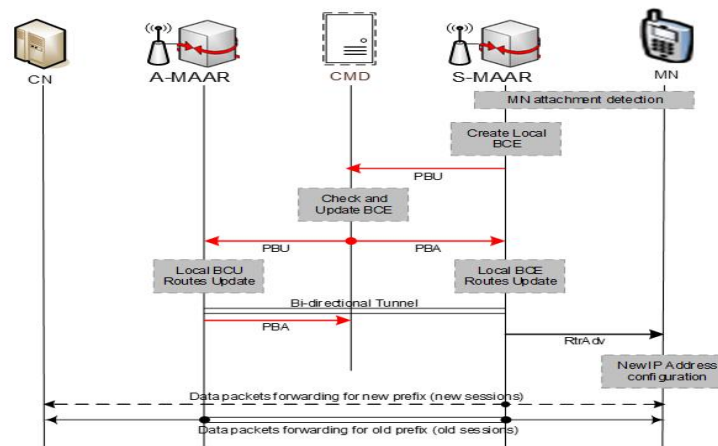 CN
A-MAAR
CMD
S-MAAR
MN
MN attachment detection
Create Local
BCE
PBU
Check and
Update BCE
PBU
PBA
Local BCU
Routes Update
Local BCE
Routes Update
Bi-directional Tunnel
PBA
RtrAdv
New IP Address
configuration
Data packets forwarding for new prefix (new sessions)
Data packets forwarding for old prefix (old sessions)